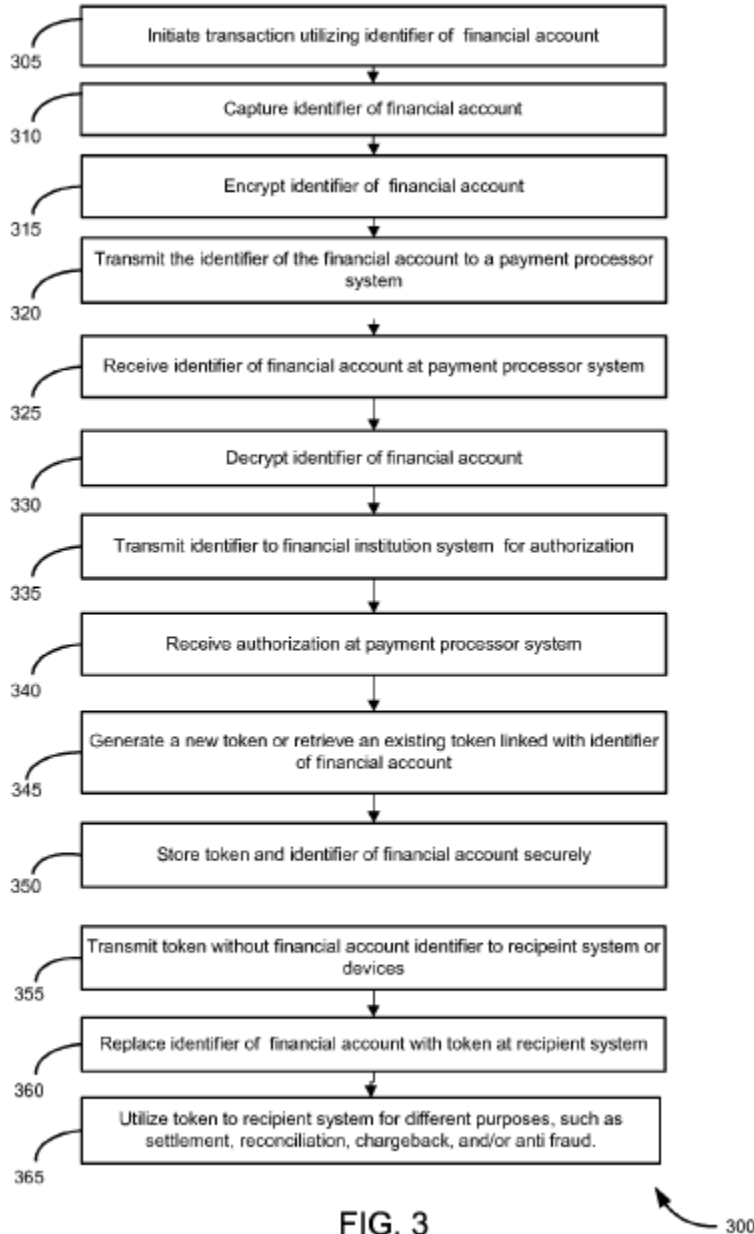 Initiate transaction utilizing identifier of financial account
305
Capture identifier of financial account
310
Encrypt identifier of financial account
315
Transmit the identifier of the financial account to a payment processor
system
320
Receive identifier of financial account at payment processor system
325
Decrypt identifier of financial account
330
Transmit identifier to financial institution system for authorization
335
Receive authorization at payment processor system
340
Generate a new token or retrieve an existing token linked with identifier
of financial account
345
Store token and identifier of financial account securely
350
Transmit token without financial account identifier to recipeint system or
devices
355
Replace identifier of financial account with token at recipient system
360
Utilize token to recipient system for different purposes, such as
settlement, reconciliation, chargeback, and/or anti fraud.
365
300
FIG. 3